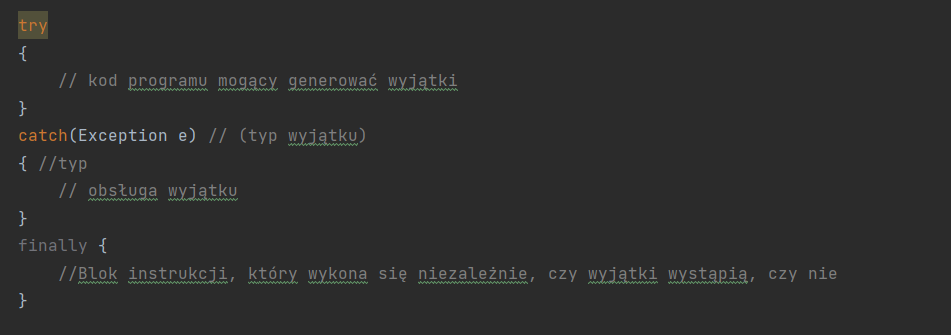 try
{
// kod programu mogący generować wyjątki
}
catch(Exception e) // (typ wyjątku)
{ //typ
// obsługa wyjątku
}
finally {
//Blok instrukcji, który wykona się niezależnie, czy wyjątki wystąpią, czy nie
}